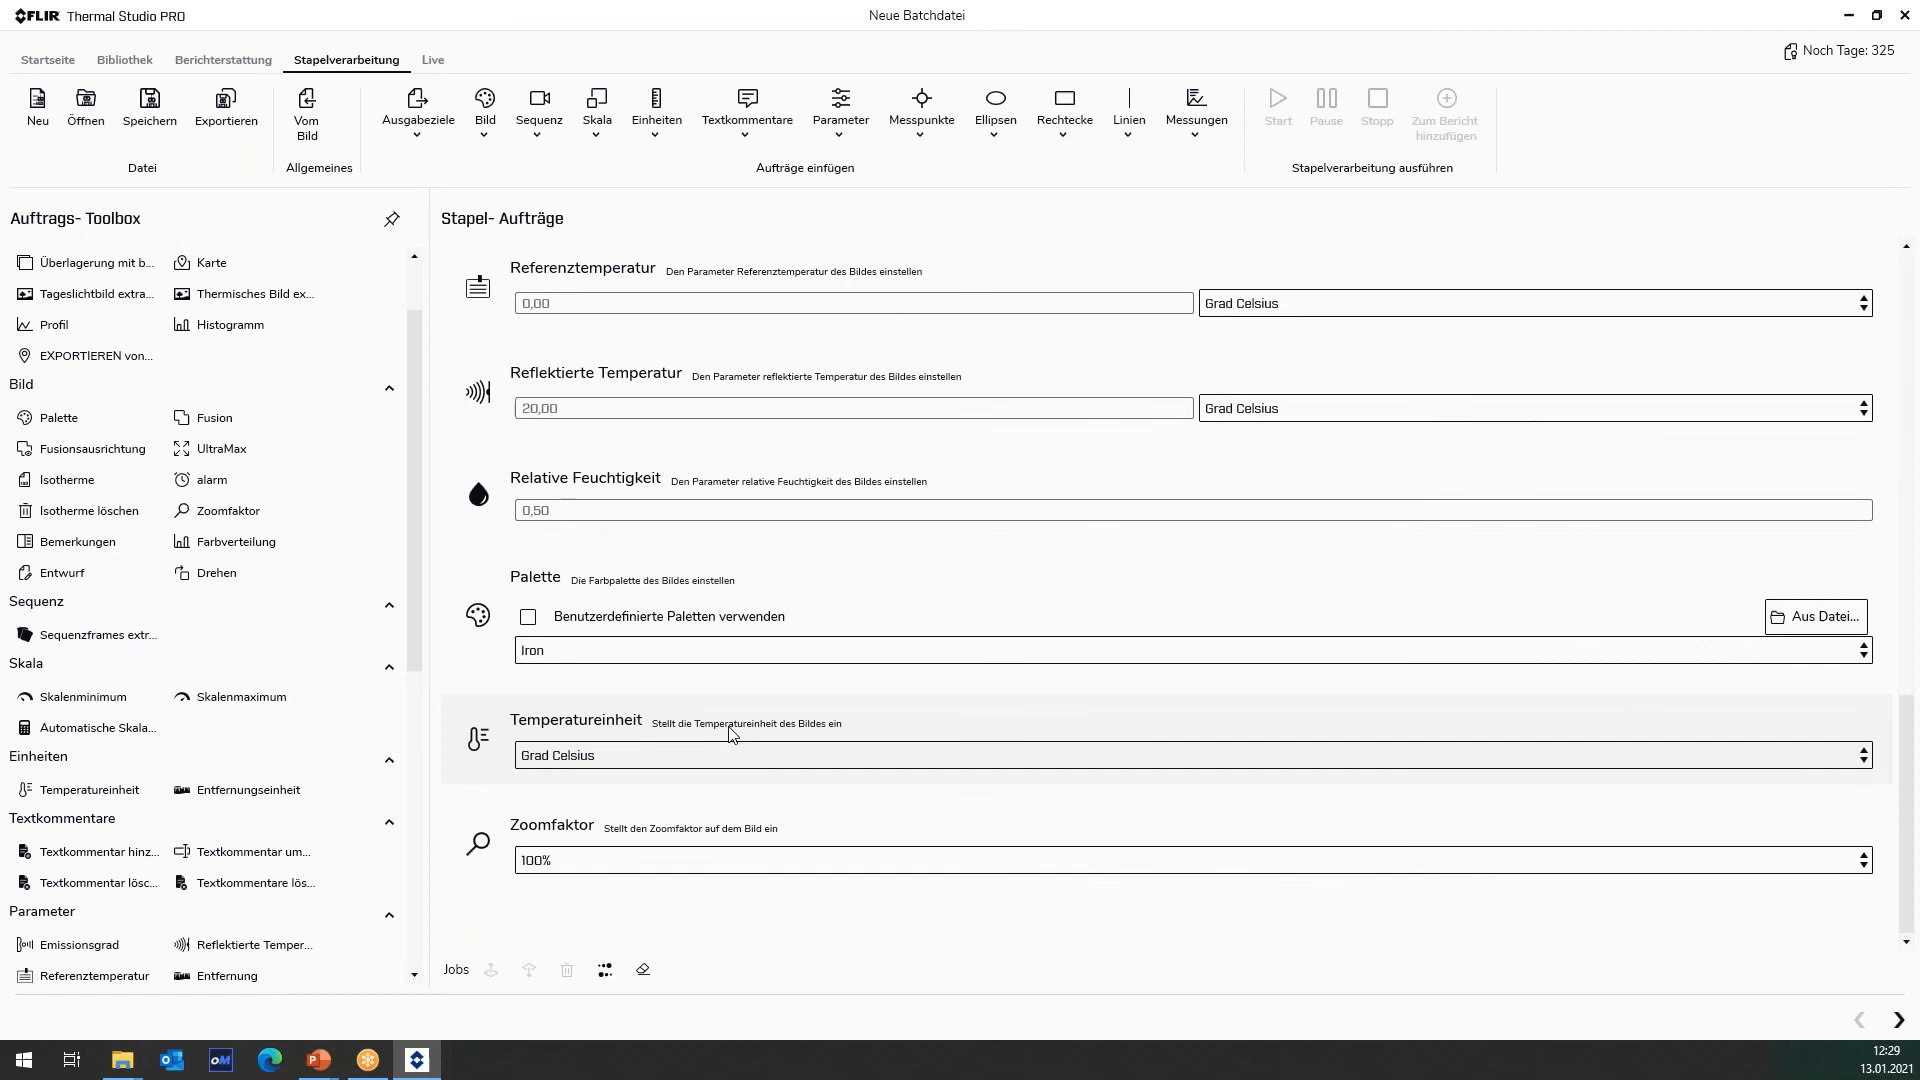 FLIR Thermal Studio PRO
Neue Batchdatei
Startseite Bibliothek Berichterstattung Stapelverarbeitung Live
Noch Tage: 325
Neu Öffnen Speichern Exportieren
Datei
Vom
Bild
Allgemeines
Ausgabeziele Bild Sequenz Skala Einheiten Textkommentare Parameter Messpunkte Ellipsen Rechtecke Linien Messungen
Aufträge einfügen
Start Pause Stopp Zum Bericht
hinzufügen
Stapelverarbeitung ausführen
Auftrags- Toolbox
Überlagerung mit b... Karte
Tageslichtbild extra... Thermisches Bild ex...
Profil Histogramm
EXPORTIEREN von...
Bild
Palette Fusion
Fusionsausrichtung UltraMax
Isotherme alarm
Isotherme löschen Zoomfaktor
Bemerkungen Farbverteilung
Entwurf Drehen
Sequenz
Sequenzframes extr...
Skala
Skalenminimum Skalenmaximum
Automatische Skala...
Einheiten
Temperatureinheit Entfernungseinheit
Textkommentare
Textkommentar hinz... Textkommentar um...
Textkommentar lösc... Textkommentare lös...
Parameter
Emissionsgrad Reflektierte Temper...
Referenztemperatur Entfernung
Stapel- Aufträge
Referenztemperatur Den Parameter Referenztemperatur des Bildes einstellen
0,00 Grad Celsius
Reflektierte Temperatur Den Parameter reflektierte Temperatur des Bildes einstellen
20,00 Grad Celsius
Relative Feuchtigkeit Den Parameter relative Feuchtigkeit des Bildes einstellen
0,50
Palette Die Farbpalette des Bildes einstellen
Benutzerdefinierte Paletten verwenden Aus Datei...
Iron
Temperatureinheit Stellt die Temperatureinheit des Bildes ein
Grad Celsius
Zoomfaktor Stellt den Zoomfaktor auf dem Bild ein
100%
Jobs
oM
12:29
13.01.2021